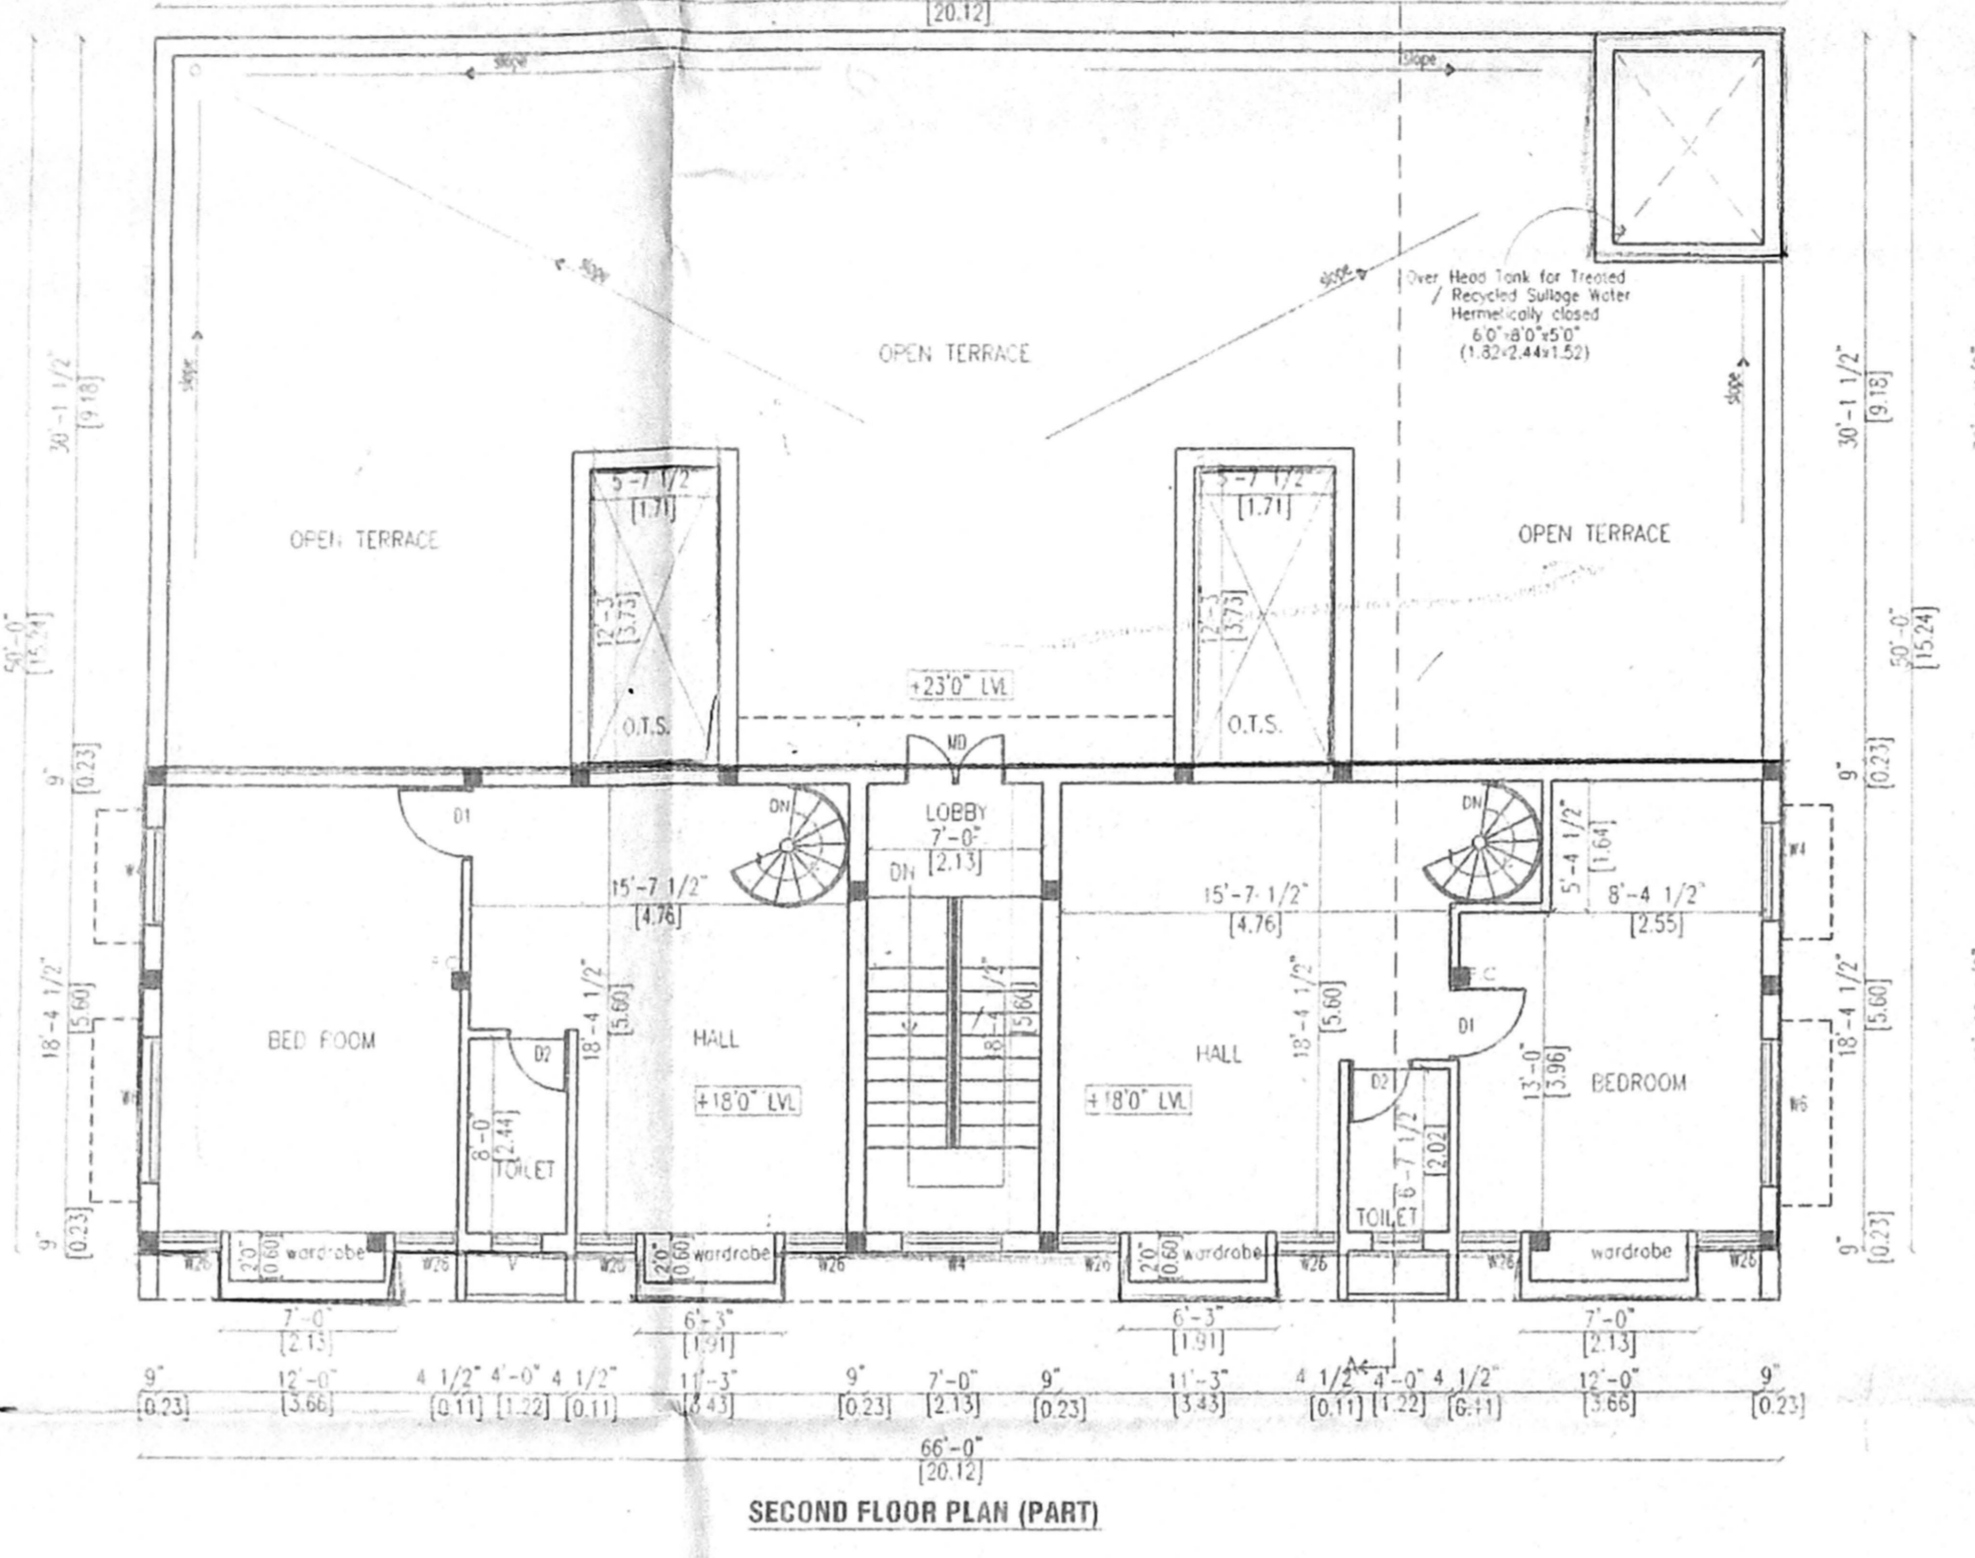 [20.12]
slope
slope
slope
slope
Over Head Tank for Treated
/ Recycled Sullage Water
Hermetically closed
6'0"x8'0"x5'0"
(1.82x2.44x1.52)
OPEN TERRACE
30'-1 1/2"
[9.18]
slope
slope
30'-1 1/2"
[9.18]
5'-7 1/2"
[1.71]
5'-7 1/2"
[1.71]
OPEN TERRACE
OPEN TERRACE
12'-3"
[3.73]
12'-3"
[3.73]
50'-0"
[15.24]
50'-0"
[15.24]
+23'0" LVL
O.T.S.
O.T.S.
MD
9"
[0.23]
9"
[0.23]
D1
DN
LOBBY
7'-0"
[2.13]
DN
DN
5'-4 1/2"
[1.64]
W4
15'-7 1/2"
[4.76]
15'-7 1/2"
[4.76]
8'-4 1/2"
[2.55]
18'-4 1/2"
[5.60]
18'-4 1/2"
[5.60]
18'-4 1/2"
[5.60]
18'-4 1/2"
[5.60]
18'-4 1/2"
[5.60]
BED ROOM
D2
HALL
HALL
D1
D2
13'-0"
[3.96]
BEDROOM
+18'0" LVL
+18'0" LVL
W6
8'-0"
[2.44]
TOILET
6'-7 1/2"
[2.02]
TOILET
9"
[0.23]
9"
[0.23]
2'0"
[0.60]
wardrobe
2'0"
[0.60]
wardrobe
2'0"
[0.60]
wardrobe
wardrobe
W26
W26
V
W26
W26
W4
W26
W26
W26
W26
7'-0"
[2.13]
6'-3"
[1.91]
6'-3"
[1.91]
7'-0"
[2.13]
A
9" 12'-0" 4 1/2" 4'-0" 4 1/2" 11'-3" 9" 7'-0" 9" 11'-3" 4 1/2" 4'-0" 4 1/2" 12'-0" 9"
[0.23] [3.66] [0.11] [1.22] [0.11] [3.43] [0.23] [2.13] [0.23] [3.43] [0.11] [1.22] [0.11] [3.66] [0.23]
66'-0"
[20.12]
SECOND FLOOR PLAN (PART)